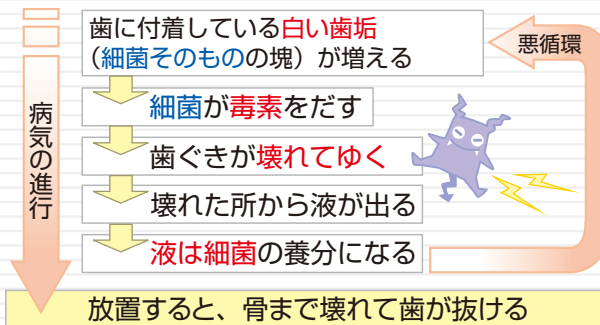 歯に付着している白い歯垢
（細菌そのものの塊）が増える
悪循環
細菌が毒素をだす
歯ぐきが壊れてゆく
壊れた所から液が出る
液は細菌の養分になる
病気の進行
放置すると、骨まで壊れて歯が抜ける